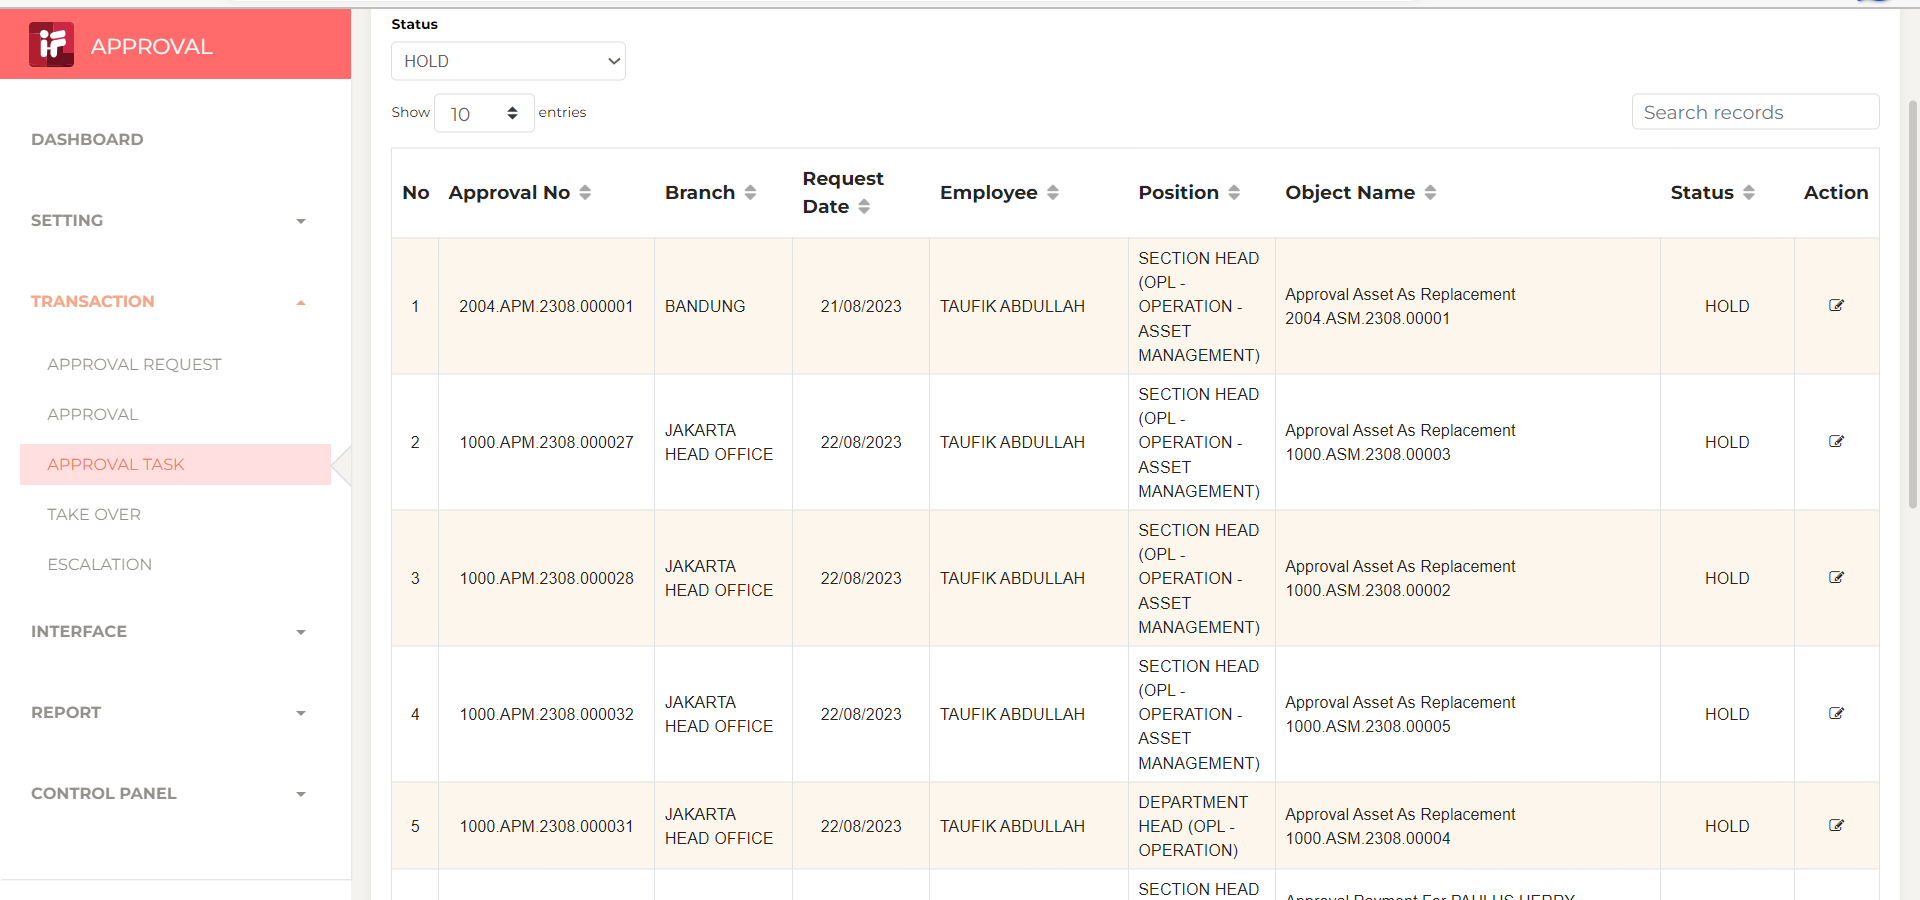 APPROVAL
DASHBOARD
SETTING
TRANSACTION
APPROVAL REQUEST
APPROVAL
APPROVAL TASK
TAKE OVER
ESCALATION
INTERFACE
REPORT
CONTROL PANEL
Status
HOLD
Show 10 entries
Search records
No Approval No Branch Request Date Employee Position Object Name Status Action
1 2004.APM.2308.000001 BANDUNG 21/08/2023 TAUFIK ABDULLAH
SECTION HEAD
(OPL -
OPERATION -
ASSET
MANAGEMENT)
Approval Asset As Replacement
2004.ASM.2308.00001
HOLD
2 1000.APM.2308.000027
JAKARTA
HEAD OFFICE
22/08/2023 TAUFIK ABDULLAH
SECTION HEAD
(OPL -
OPERATION -
ASSET
MANAGEMENT)
Approval Asset As Replacement
1000.ASM.2308.00003
HOLD
3 1000.APM.2308.000028
JAKARTA
HEAD OFFICE
22/08/2023 TAUFIK ABDULLAH
SECTION HEAD
(OPL -
OPERATION -
ASSET
MANAGEMENT)
Approval Asset As Replacement
1000.ASM.2308.00002
HOLD
4 1000.APM.2308.000032
JAKARTA
HEAD OFFICE
22/08/2023 TAUFIK ABDULLAH
SECTION HEAD
(OPL -
OPERATION -
ASSET
MANAGEMENT)
Approval Asset As Replacement
1000.ASM.2308.00005
HOLD
5 1000.APM.2308.000031
JAKARTA
HEAD OFFICE
22/08/2023 TAUFIK ABDULLAH
DEPARTMENT
HEAD (OPL -
OPERATION)
Approval Asset As Replacement
1000.ASM.2308.00004
HOLD
SECTION HEAD
Approval Payment For PAULUS HERRY